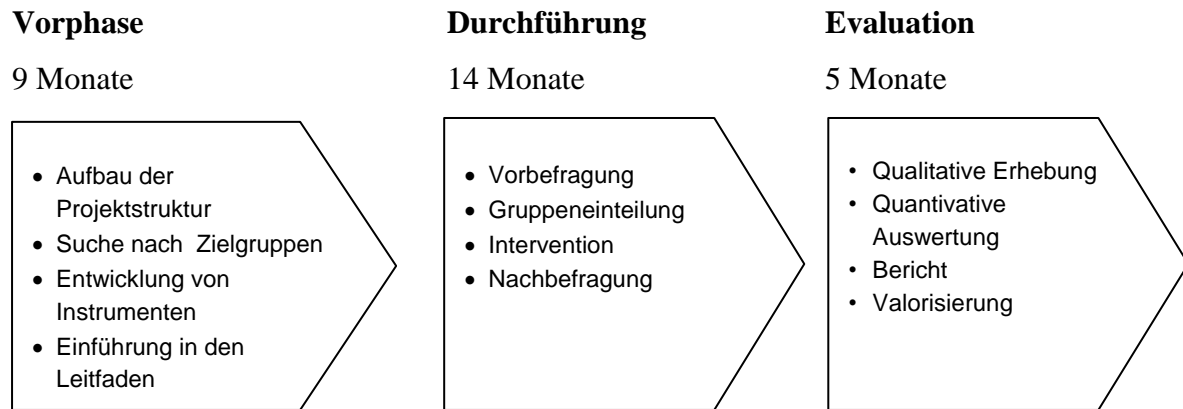 Vorphase
9 Monate
• Aufbau der
Projektstruktur
• Suche nach Zielgruppen
• Entwicklung von
Instrumenten
• Einführung in den
Leitfaden
Durchführung
14 Monate
• Vorbefragung
• Gruppeneinteilung
• Intervention
• Nachbefragung
Evaluation
5 Monate
• Qualitative Erhebung
• Quantivative
Auswertung
• Bericht
• Valorisierung